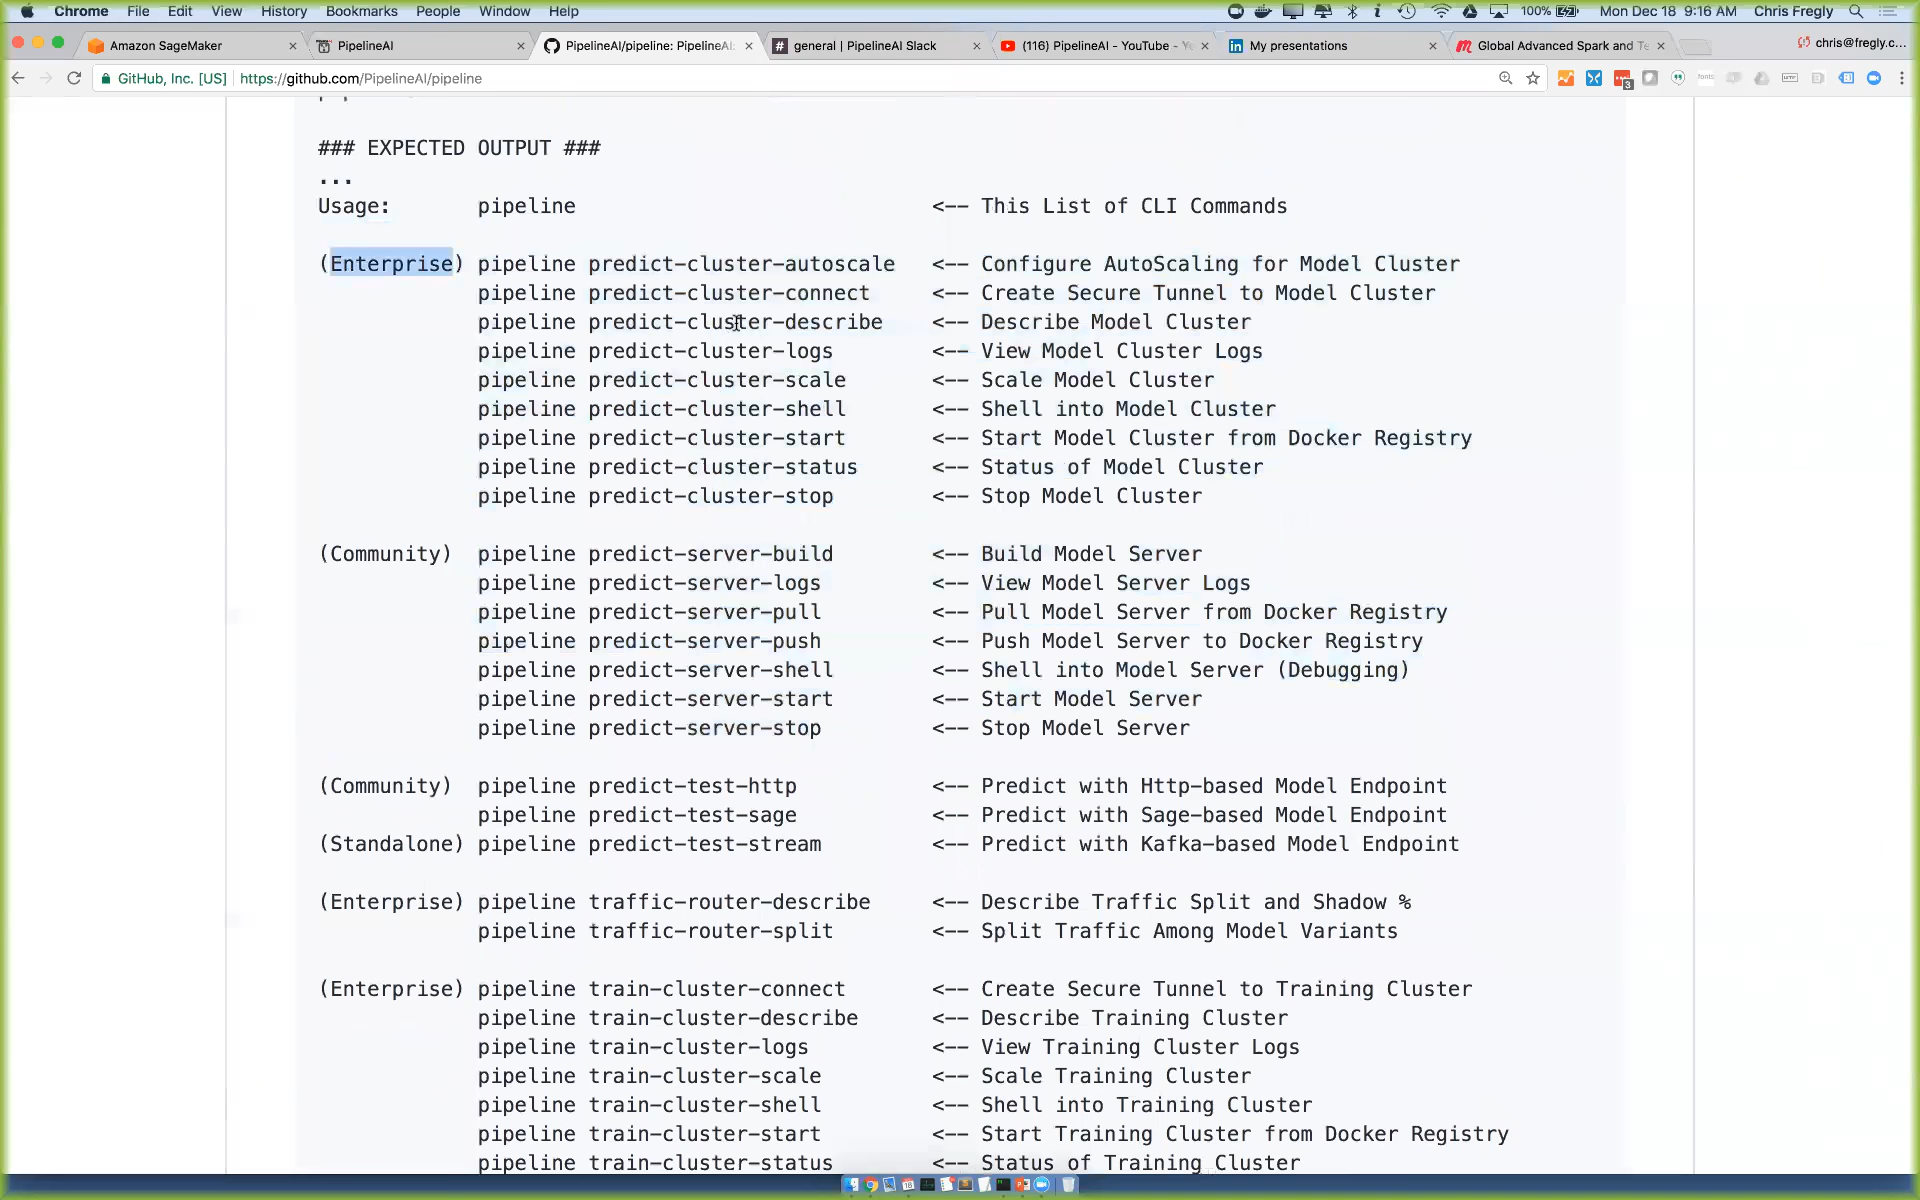 Chrome File Edit View History Bookmarks People Window Help 100% Mon Dec 18 9:16 AM Chris Fregly
Amazon SageMaker
PipelineAI
PipelineAI/pipeline: PipelineAI:
general | PipelineAI Slack
(116) PipelineAI - YouTube - Y
My presentations
Global Advanced Spark and Te
chris@fregly.c...
GitHub, Inc. [US] https://github.com/PipelineAI/pipeline
### EXPECTED OUTPUT ###
...
Usage: pipeline <-- This List of CLI Commands
(Enterprise) pipeline predict-cluster-autoscale <-- Configure AutoScaling for Model Cluster
pipeline predict-cluster-connect <-- Create Secure Tunnel to Model Cluster
pipeline predict-cluster-describe <-- Describe Model Cluster
pipeline predict-cluster-logs <-- View Model Cluster Logs
pipeline predict-cluster-scale <-- Scale Model Cluster
pipeline predict-cluster-shell <-- Shell into Model Cluster
pipeline predict-cluster-start <-- Start Model Cluster from Docker Registry
pipeline predict-cluster-status <-- Status of Model Cluster
pipeline predict-cluster-stop <-- Stop Model Cluster
(Community) pipeline predict-server-build <-- Build Model Server
pipeline predict-server-logs <-- View Model Server Logs
pipeline predict-server-pull <-- Pull Model Server from Docker Registry
pipeline predict-server-push <-- Push Model Server to Docker Registry
pipeline predict-server-shell <-- Shell into Model Server (Debugging)
pipeline predict-server-start <-- Start Model Server
pipeline predict-server-stop <-- Stop Model Server
(Community) pipeline predict-test-http <-- Predict with Http-based Model Endpoint
pipeline predict-test-sage <-- Predict with Sage-based Model Endpoint
(Standalone) pipeline predict-test-stream <-- Predict with Kafka-based Model Endpoint
(Enterprise) pipeline traffic-router-describe <-- Describe Traffic Split and Shadow %
pipeline traffic-router-split <-- Split Traffic Among Model Variants
(Enterprise) pipeline train-cluster-connect <-- Create Secure Tunnel to Training Cluster
pipeline train-cluster-describe <-- Describe Training Cluster
pipeline train-cluster-logs <-- View Training Cluster Logs
pipeline train-cluster-scale <-- Scale Training Cluster
pipeline train-cluster-shell <-- Shell into Training Cluster
pipeline train-cluster-start <-- Start Training Cluster from Docker Registry
pipeline train-cluster-status <-- Status of Training Cluster